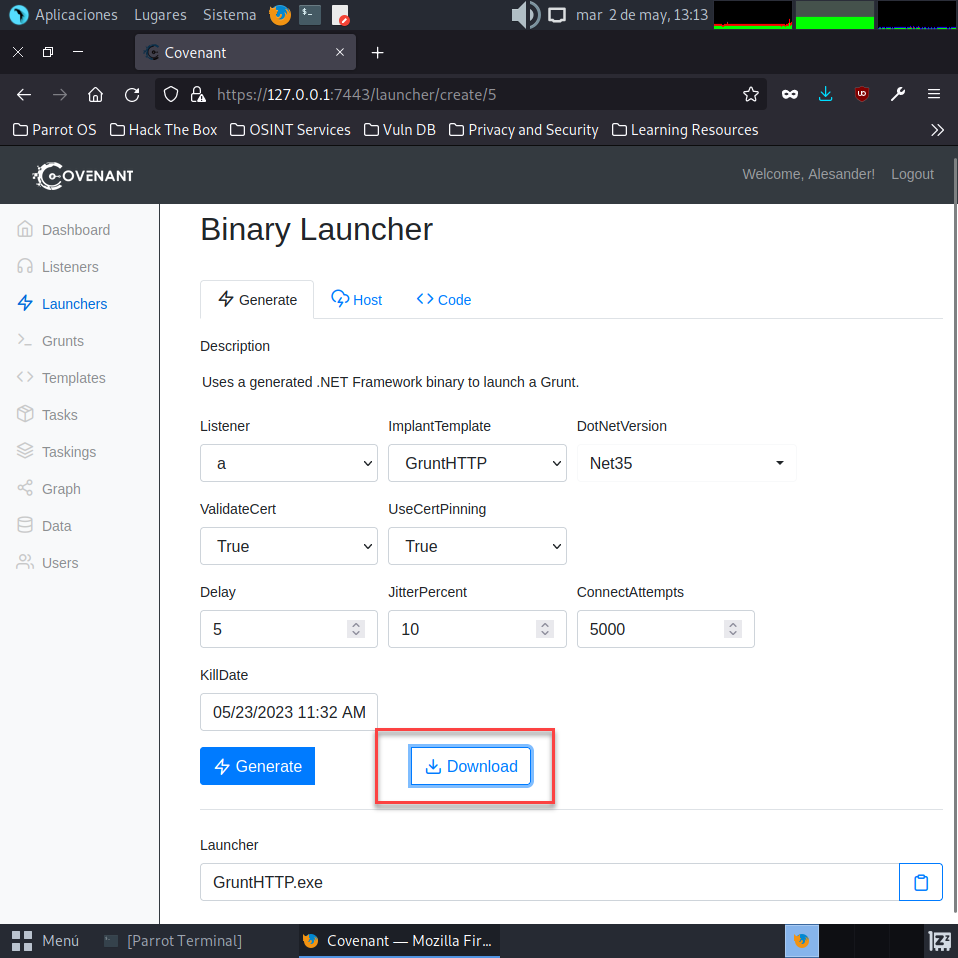 Aplicaciones Lugares Sistema mar 2 de may, 13:13
Covenant
https://127.0.0.1:7443/launcher/create/5
Parrot OS Hack The Box OSINT Services Vuln DB Privacy and Security Learning Resources
COVENANT Welcome, Alesander! Logout
Dashboard
Listeners
Launchers
Grunts
Templates
Tasks
Taskings
Graph
Data
Users
Binary Launcher
Generate Host Code
Description
Uses a generated .NET Framework binary to launch a Grunt.
Listener ImplantTemplate DotNetVersion
a GruntHTTP Net35
ValidateCert UseCertPinning
True True
Delay JitterPercent ConnectAttempts
5 10 5000
KillDate
05/23/2023 11:32 AM
Generate Download
Launcher
GruntHTTP.exe
Menú [Parrot Terminal] Covenant — Mozilla Fir...